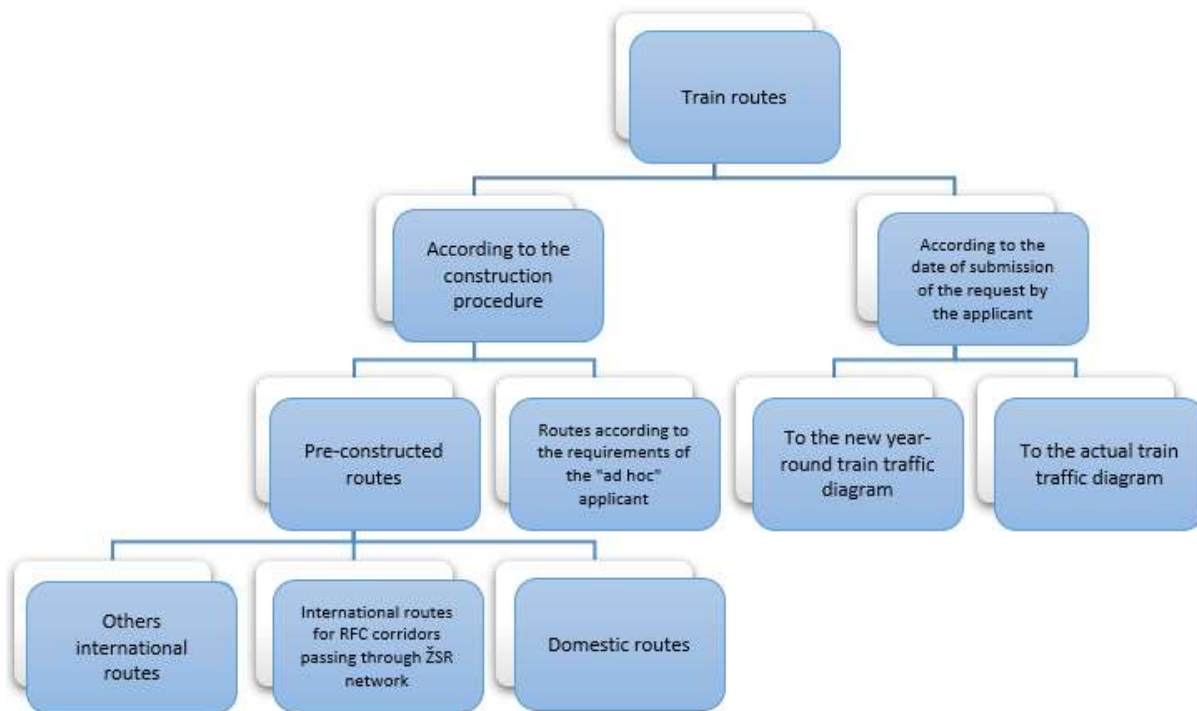 Train routes
According to the
construction
procedure
According to the
date of submission
of the request by
the applicant
Pre-constructed
routes
Routes according to
the requirements of
the "ad hoc"
applicant
To the new year-
round train traffic
diagram
To the actual train
traffic diagram
Others
international
routes
International routes
for RFC corridors
passing through ŽSR
network
Domestic routes